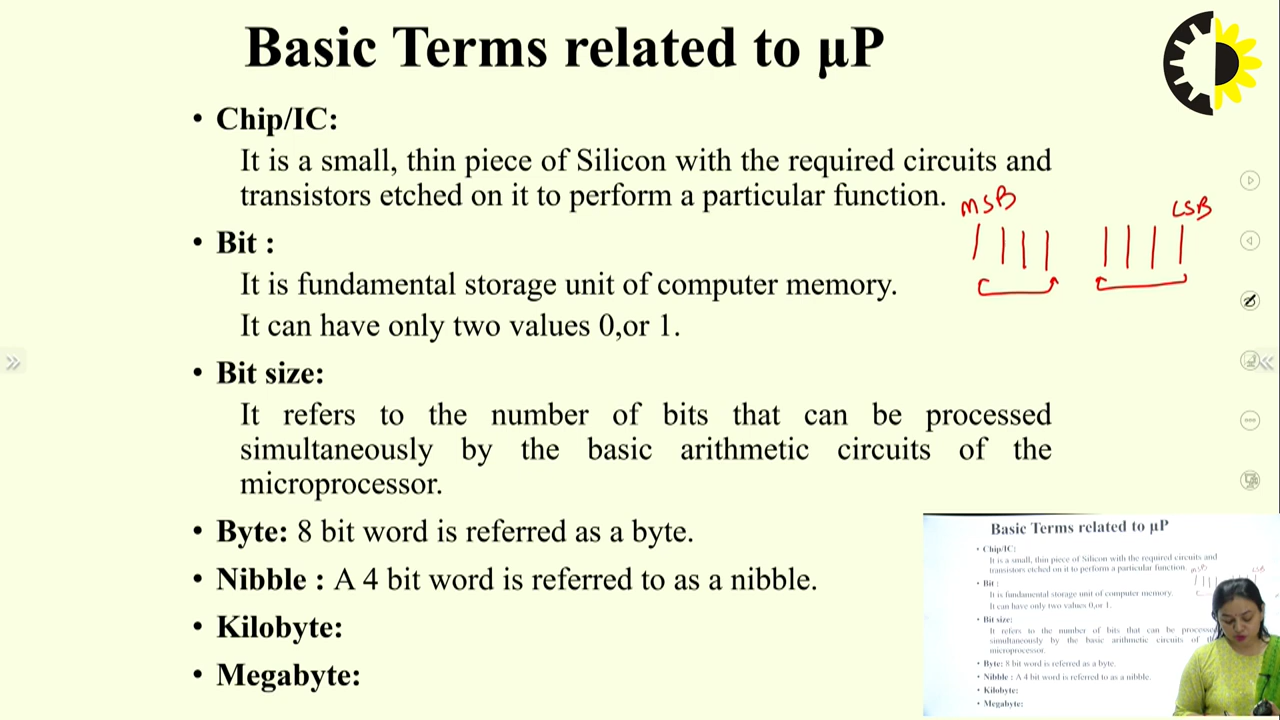 Basic Terms related to µP
• Chip/IC:
It is a small, thin piece of Silicon with the required circuits and
transistors etched on it to perform a particular function.
MSB LSB
• Bit :
It is fundamental storage unit of computer memory.
It can have only two values 0,or 1.
• Bit size:
It refers to the number of bits that can be processed
simultaneously by the basic arithmetic circuits of the
microprocessor.
• Byte: 8 bit word is referred as a byte.
• Nibble : A 4 bit word is referred to as a nibble.
• Kilobyte:
• Megabyte:
Basic Terms related to µP
• Chip/IC:
It is a small, thin piece of Silicon with the required circuits and
transistors etched on it to perform a particular function.
MSB LSB
• Bit :
It is fundamental storage unit of computer memory.
It can have only two values 0,or 1.
• Bit size:
It refers to the number of bits that can be
simultaneously by the basic arithmetic circuits of
microprocessor.
• Byte: 8 bit word is referred as a byte.
• Nibble : A 4 bit word is referred to as a nibble.
• Kilobyte:
• Megabyte: